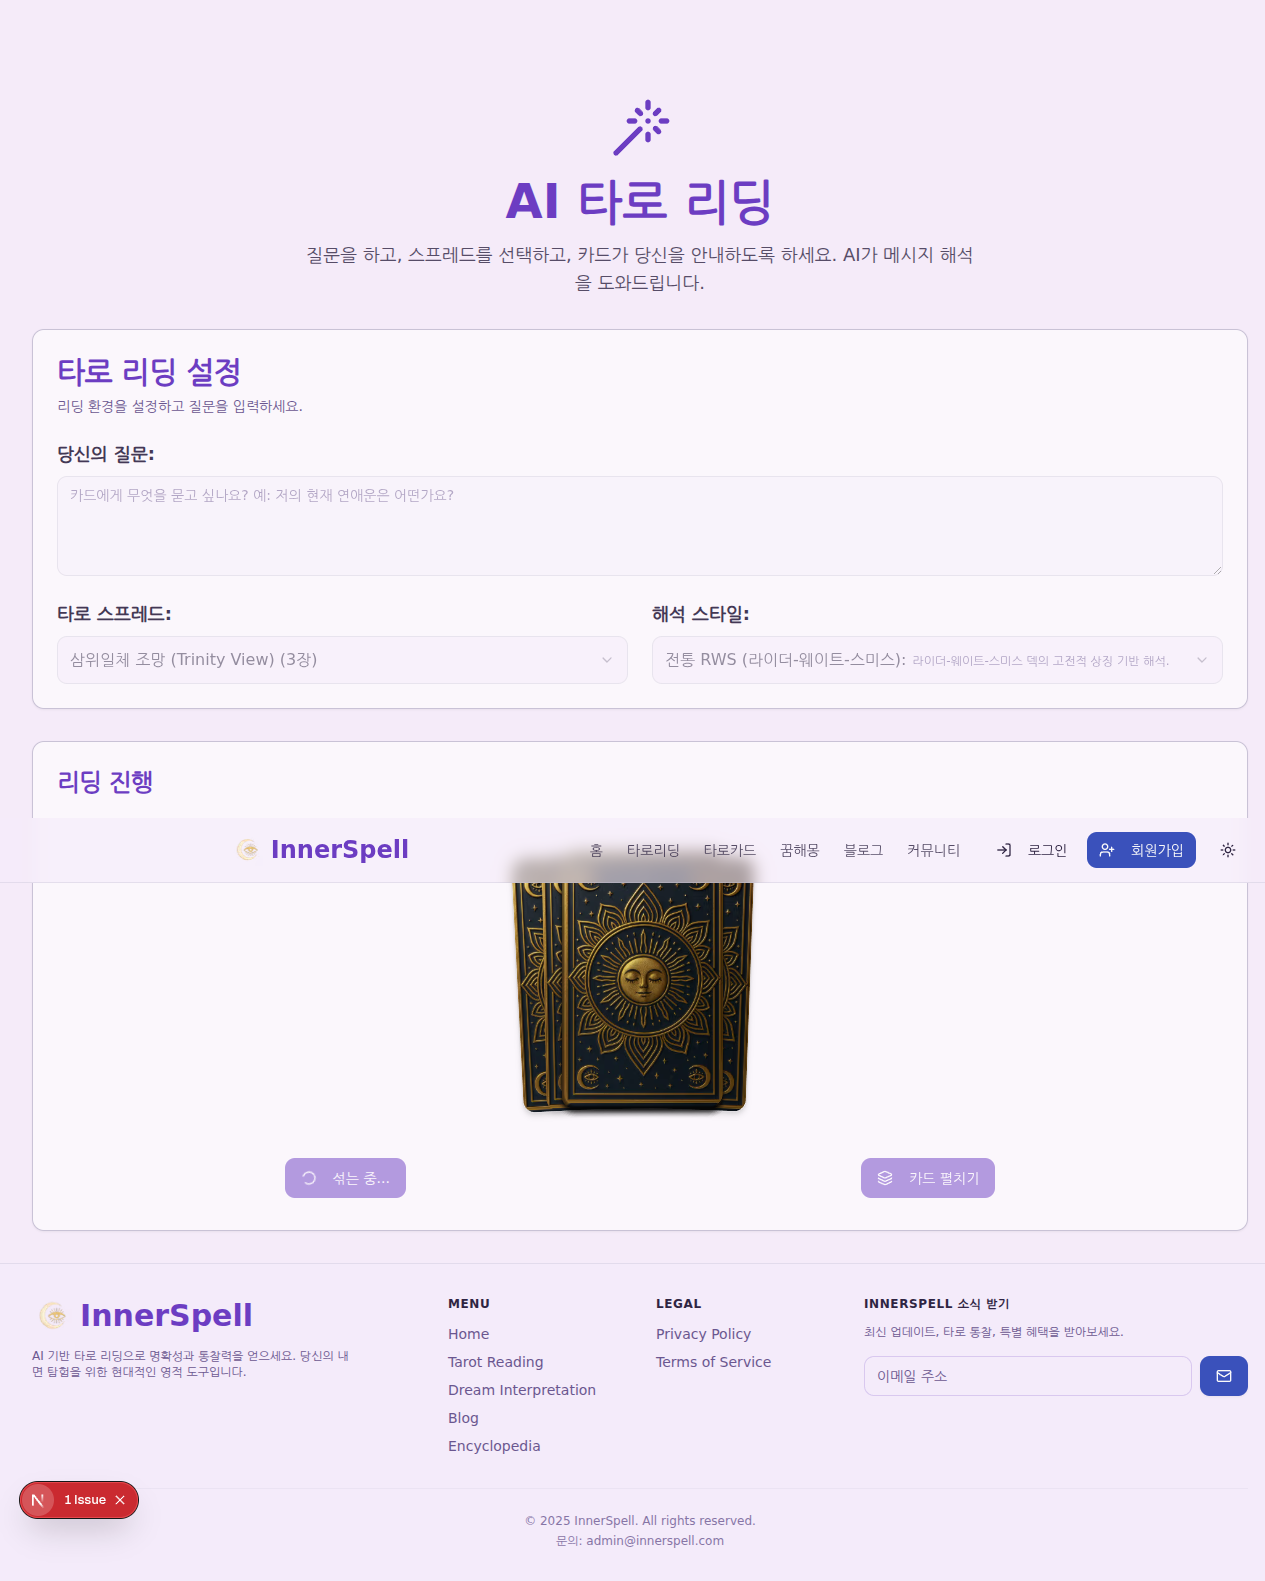 AI 타로 리딩
질문을 하고, 스프레드를 선택하고, 카드가 당신을 안내하도록 하세요. AI가 메시지 해석
을 도와드립니다.
타로 리딩 설정
리딩 환경을 설정하고 질문을 입력하세요.
당신의 질문:
카드에게 무엇을 묻고 싶나요? 예: 저의 현재 연애운은 어떤가요?
타로 스프레드:
삼위일체 조망 (Trinity View) (3장)
해석 스타일:
전통 RWS (라이더-웨이트-스미스): 라이더-웨이트-스미스 덱의 고전적 상징 기반 해석.
리딩 진행
InnerSpell
홈 타로리딩 타로카드 꿈해몽 블로그 커뮤니티 로그인 회원가입
섞는 중...
카드 펼치기
InnerSpell
AI 기반 타로 리딩으로 명확성과 통찰력을 얻으세요. 당신의 내
면 탐험을 위한 현대적인 영적 도구입니다.
MENU
Home
Tarot Reading
Dream Interpretation
Blog
Encyclopedia
LEGAL
Privacy Policy
Terms of Service
INNERSPELL 소식 받기
최신 업데이트, 타로 통찰, 특별 혜택을 받아보세요.
이메일 주소
N 1 Issue
© 2025 InnerSpell. All rights reserved.
문의: admin@innerspell.com